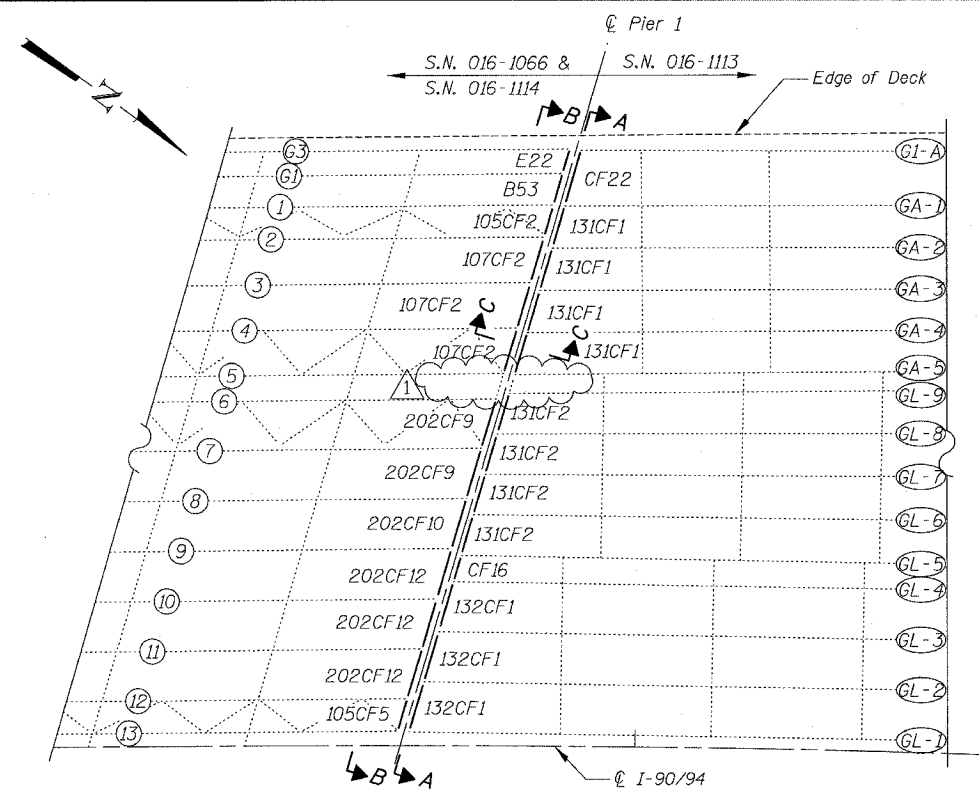 ℄ Pier 1
S.N. 016-1066 &
S.N. 016-1114
S.N. 016-1113
Edge of Deck
N
B
A
G3
E22
G1-A
G1
B53
CF22
1
105CF2
131CF1
GA-1
2
107CF2
131CF1
GA-2
3
107CF2
C
131CF1
GA-3
4
107CF2
C
131CF1
GA-4
5
1
GA-5
6
202CF9
131CF2
GL-9
7
202CF9
131CF2
GL-8
8
202CF10
131CF2
GL-7
9
202CF12
131CF2
GL-6
CF16
GL-5
10
202CF12
132CF1
GL-4
11
202CF12
132CF1
GL-3
12
105CF5
132CF1
GL-2
13
GL-1
B
A
℄ I-90/94